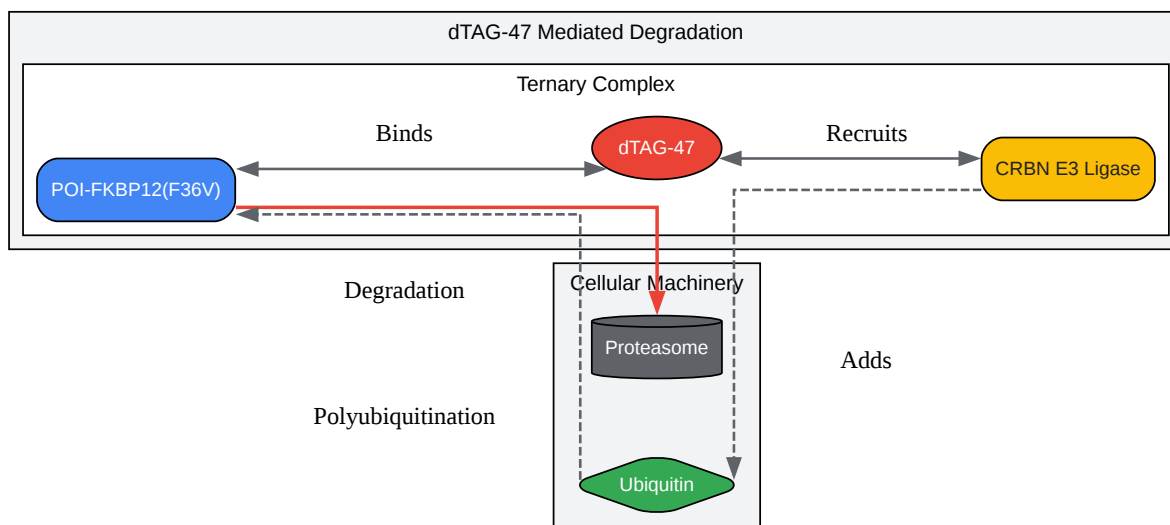 dTAG-47 Mediated Degradation
Ternary Complex
Binds
dTAG-47
Recruits
CRBN E3 Ligase
POI-FKBP12(F36V)
Cellular Machinery
Degradation
Proteasome
Adds
Polyubiquitination
Ubiquitin